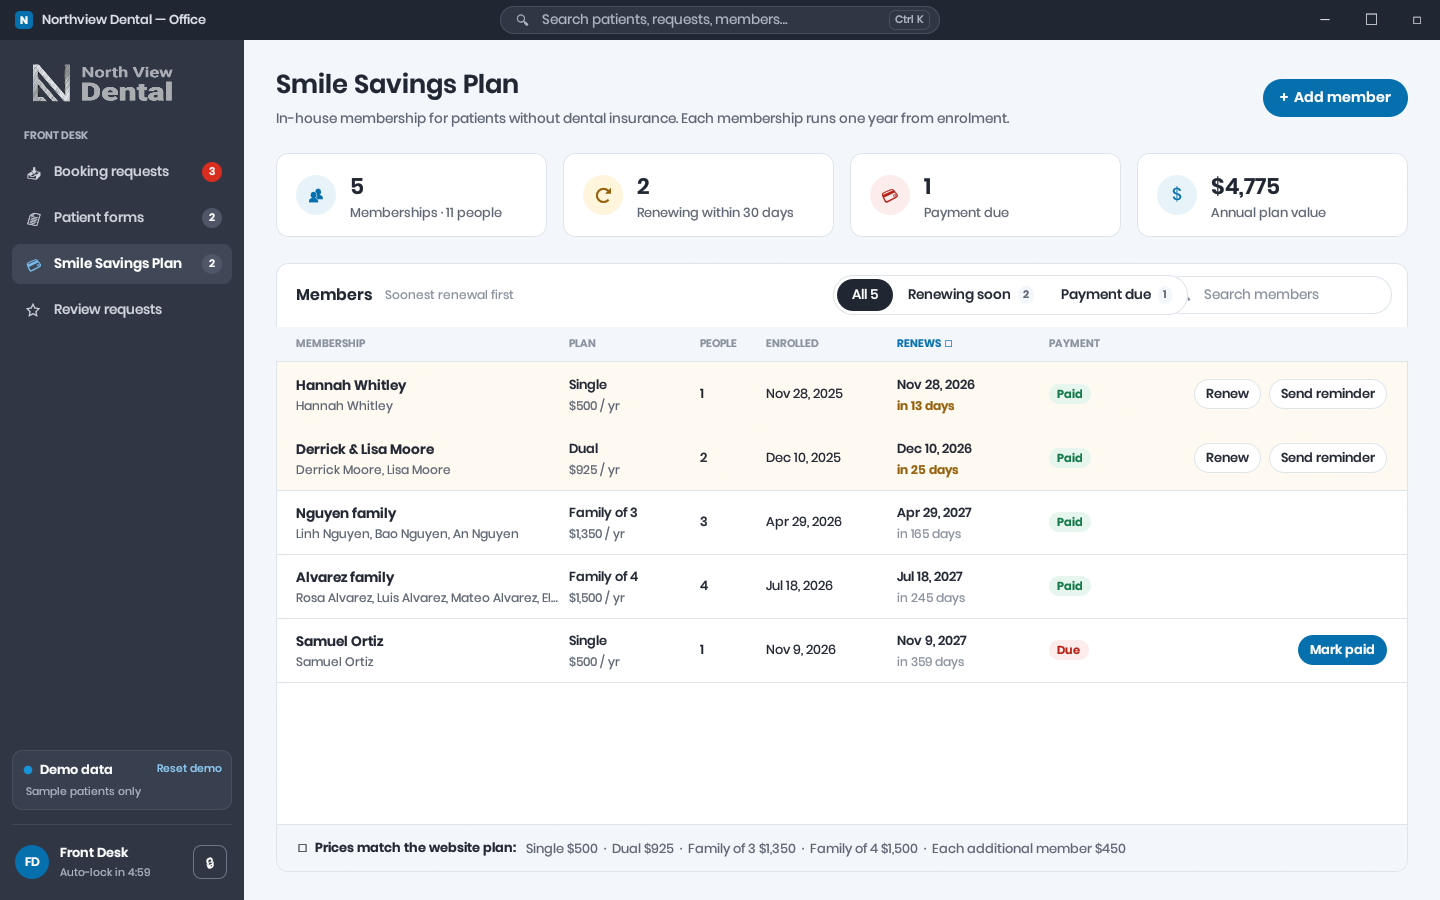 N Northview Dental — Office
Search patients, requests, members... Ctrl K
North View
Dental
FRONT DESK
Booking requests 3
Patient forms 2
Smile Savings Plan 2
Review requests
Demo data Reset demo
Sample patients only
FD Front Desk
Auto-lock in 4:59
Smile Savings Plan
In-house membership for patients without dental insurance. Each membership runs one year from enrolment.
+ Add member
5
Memberships · 11 people
2
Renewing within 30 days
1
Payment due
$ $4,775
Annual plan value
Members Soonest renewal first All 5 Renewing soon 2 Payment due 1 Search members
MEMBERSHIP PLAN PEOPLE ENROLLED RENEWS PAYMENT
Hannah Whitley Single Nov 28, 2026
Hannah Whitley $500 / yr 1 Nov 28, 2025 in 13 days Paid Renew Send reminder
Derrick & Lisa Moore Dual Dec 10, 2026
Derrick Moore, Lisa Moore $925 / yr 2 Dec 10, 2025 in 25 days Paid Renew Send reminder
Nguyen family Family of 3 Apr 29, 2027
Linh Nguyen, Bao Nguyen, An Nguyen $1,350 / yr 3 Apr 29, 2026 in 165 days Paid
Alvarez family Family of 4 Jul 18, 2027
Rosa Alvarez, Luis Alvarez, Mateo Alvarez, El... $1,500 / yr 4 Jul 18, 2026 in 245 days Paid
Samuel Ortiz Single Nov 9, 2027
Samuel Ortiz $500 / yr 1 Nov 9, 2026 in 359 days Due Mark paid
Prices match the website plan: Single $500 · Dual $925 · Family of 3 $1,350 · Family of 4 $1,500 · Each additional member $450